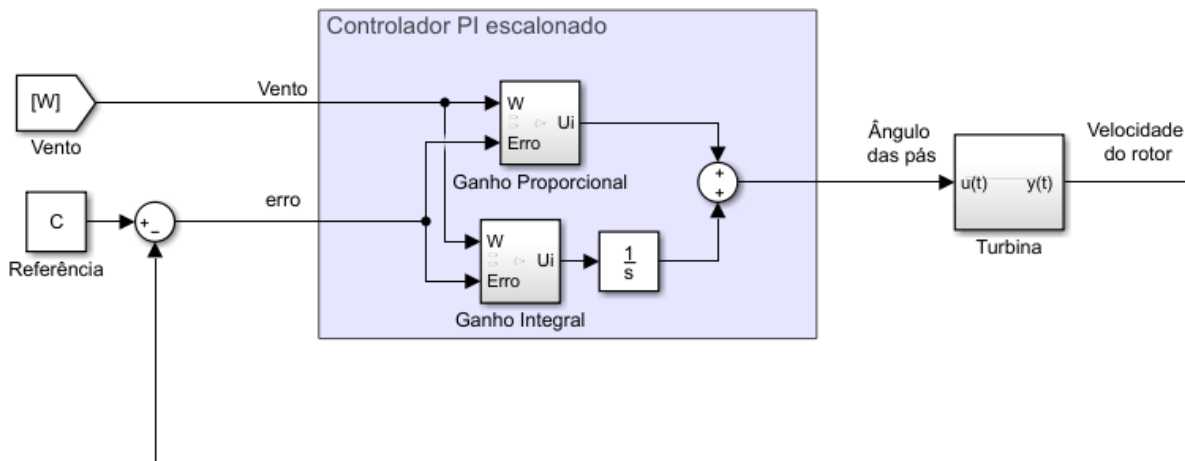 Controlador PI escalonado
[W]
Vento
Vento
W
Erro
Ui
Ganho Proporcional
C
Referência
+
−
erro
W
Erro
Ui
Ganho Integral
1
s
+
+
Ângulo
das pás
u(t)
y(t)
Turbina
Velocidade
do rotor